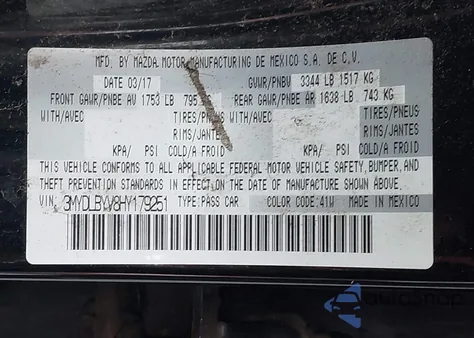 MFD. BY MAZDA MOTOR MANUFACTURING DE MEXICO S.A. DE C.V.
DATE 03/17 GVWR/PNBV 3344 LB 1517 KG
FRONT GAWR/PNBE AV 1753 LB 795 REAR GAWR/PNBE AR 1638 LB 743 KG
WITH/AVEC TIRES/PNEUS WITH/AVEC TIRES/PNEUS
RIMS/JANTES RIMS/JANTES
KPA/ PSI COLD/A FROID KPA/ PSI COLD/A FROID
THIS VEHICLE CONFORMS TO ALL APPLICABLE FEDERAL MOTOR VEHICLE SAFETY, BUMPER, AND
THEFT PREVENTION STANDARDS IN EFFECT ON THE DATE OF MANUFACTURE SHOWN ABOVE.
VIN: 3MYDLBYV8HY179251 TYPE:PASS CAR COLOR CODE:41W MADE IN MEXICO
autoSnap